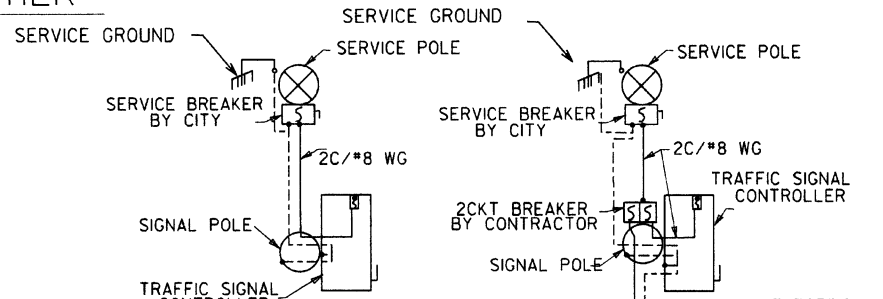 SERVICE GROUND
SERVICE POLE
SERVICE BREAKER
BY CITY
2C/#8 WG
SIGNAL POLE
TRAFFIC SIGNAL
CONTROLLER
SERVICE GROUND
SERVICE POLE
SERVICE BREAKER
BY CITY
2C/#8 WG
TRAFFIC SIGNAL
CONTROLLER
2CKT BREAKER
BY CONTRACTOR
SIGNAL POLE